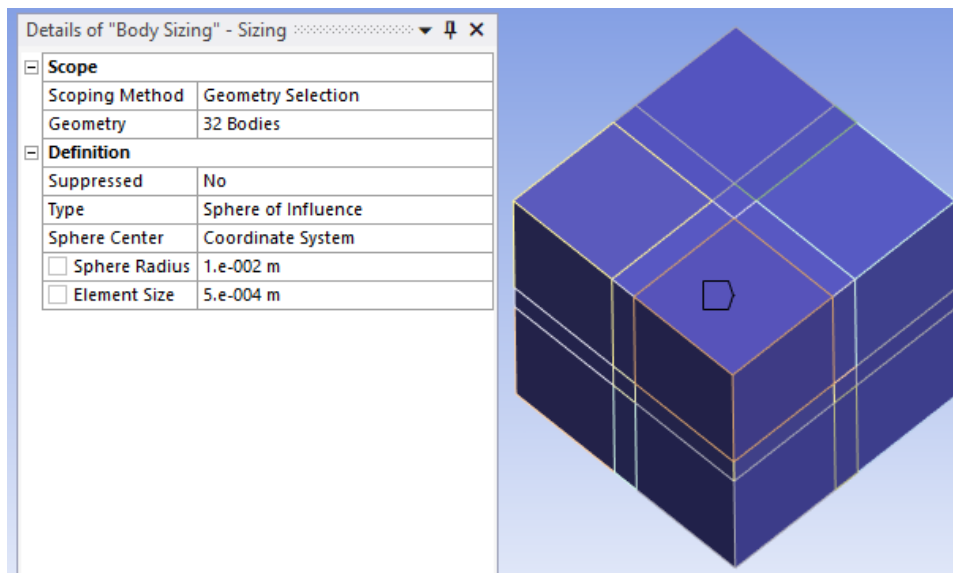 Details of "Body Sizing" - Sizing
Scope
Scoping Method Geometry Selection
Geometry 32 Bodies
Definition
Suppressed No
Type Sphere of Influence
Sphere Center Coordinate System
Sphere Radius 1.e-002 m
Element Size 5.e-004 m